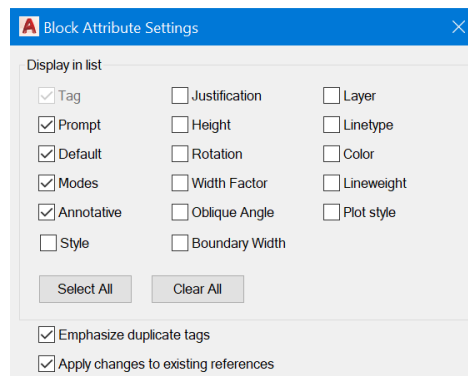 Block Attribute Settings
Display in list
Tag Justification Layer
Prompt Height Linetype
Default Rotation Color
Modes Width Factor Lineweight
Annotative Oblique Angle Plot style
Style Boundary Width
Select All Clear All
Emphasize duplicate tags
Apply changes to existing references